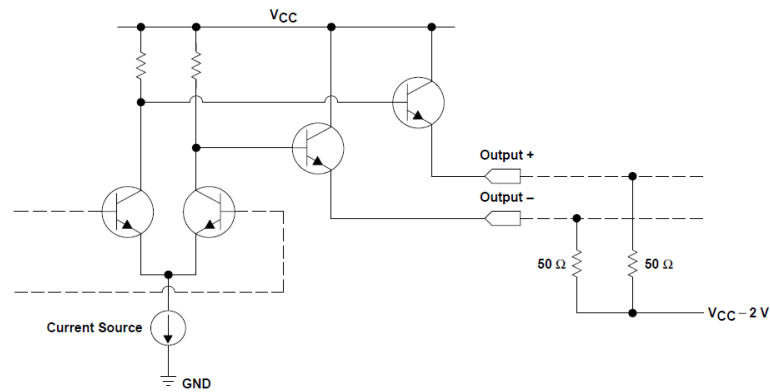 VCC
Output +
Output –
50 Ω
50 Ω
VCC – 2 V
Current Source
GND